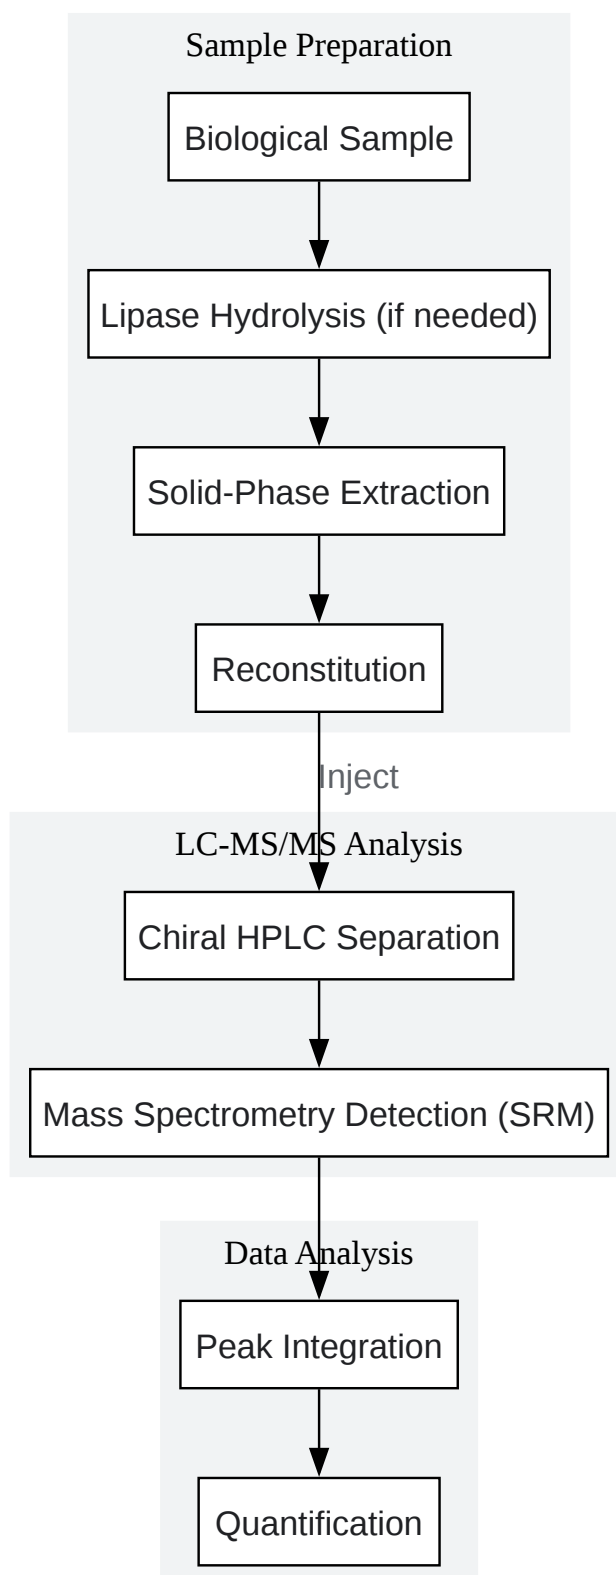 Sample Preparation
Biological Sample
Lipase Hydrolysis (if needed)
Solid-Phase Extraction
Reconstitution
Inject
LC-MS/MS Analysis
Chiral HPLC Separation
Mass Spectrometry Detection (SRM)
Data Analysis
Peak Integration
Quantification